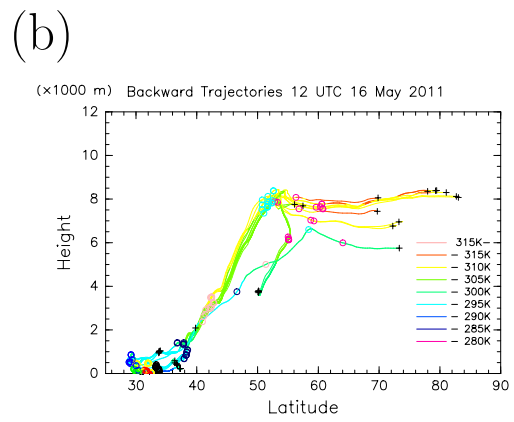 (b)
(×1000 m) Backward Trajectories 12 UTC 16 May 2011
12
10
8
6
4
2
0
Height
315K−
− 315K
− 310K
− 305K
− 300K
− 295K
− 290K
− 285K
− 280K
30 40 50 60 70 80 90
Latitude